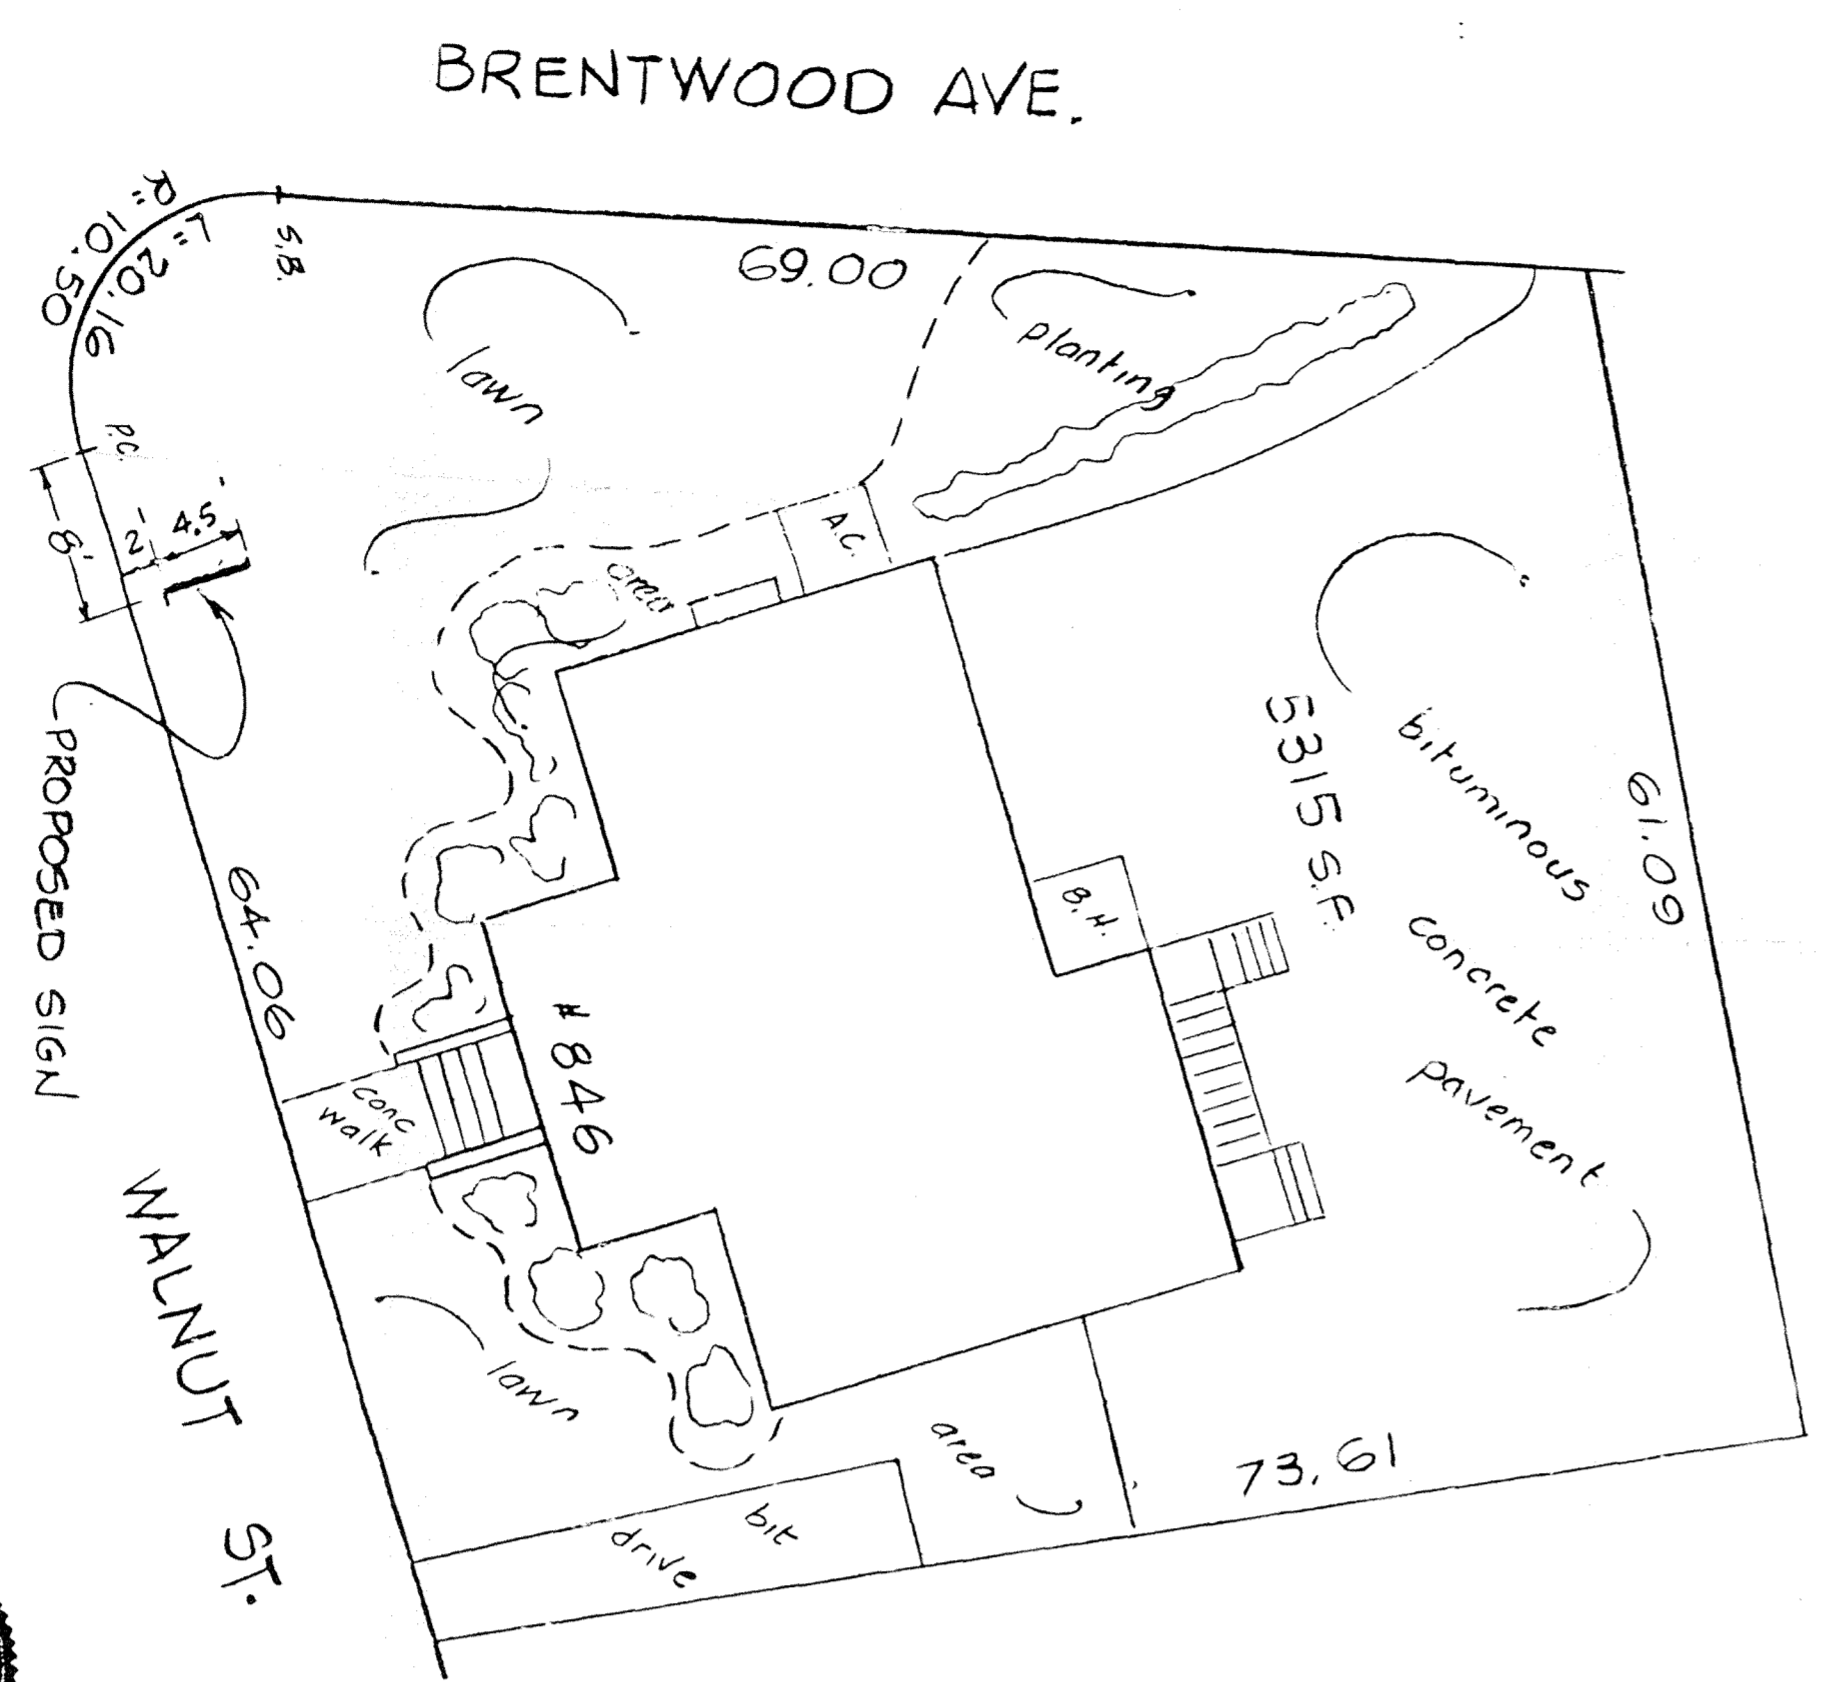 BRENTWOOD AVE.
R=10.50
L=20.16
S.B.
69.00
lawn
planting
P.C.
8'
2'
4.5'
A.C.
area
PROPOSED SIGN
64.06
5315 S.F.
bituminous
concrete
pavement
61.09
B.H.
#846
conc
walk
WALNUT ST.
lawn
area
73.61
bit
drive